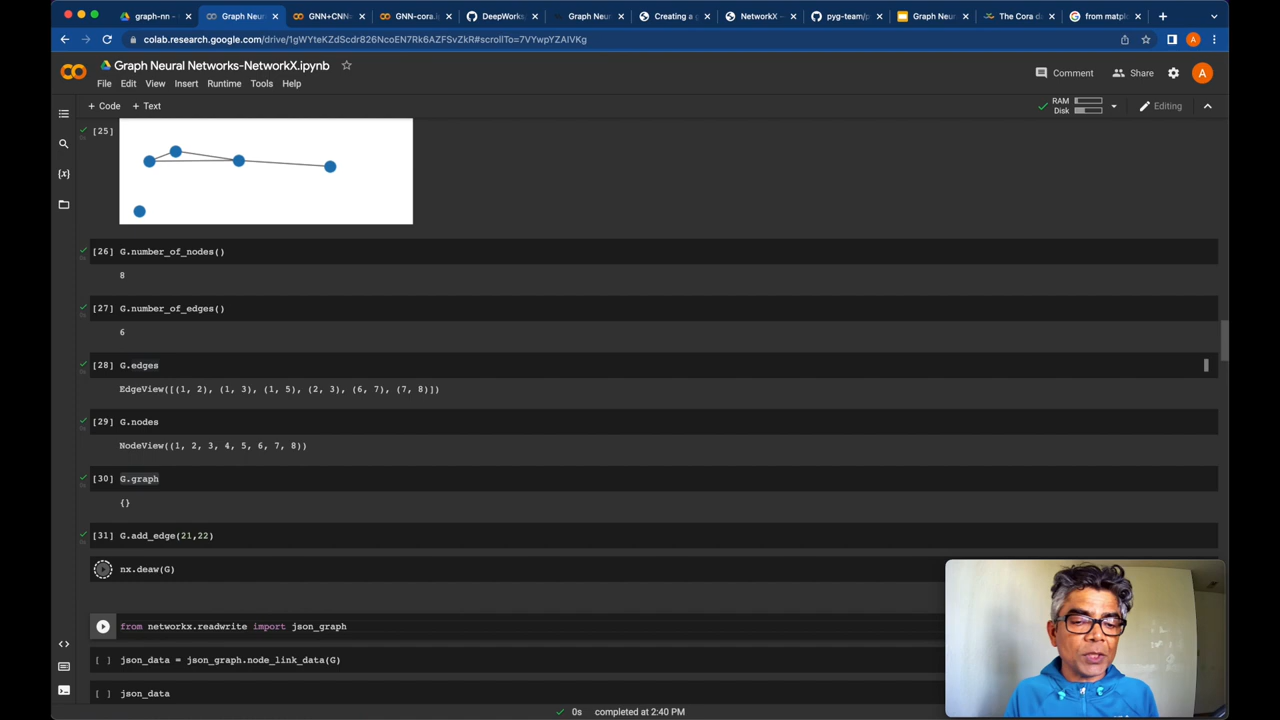 graph-nn -
Graph Neur
GNN+CNN-
GNN-cora.i
DeepWorks
Graph Neu
Creating a g
NetworkX -
pyg-team/p
Graph Neu
The Cora da
from matpl
colab.research.google.com/drive/1gWYteKZdScdr826NcoEN7Rk6AZFSvZkR#scrollTo=7VYwpYZAIVKg
A
Graph Neural Networks-NetworkX.ipynb
File Edit View Insert Runtime Tools Help
Comment Share A
+ Code + Text
RAM
Disk
Editing
[25]
[26] G.number_of_nodes()
8
[27] G.number_of_edges()
6
[28] G.edges
EdgeView([(1, 2), (1, 3), (1, 5), (2, 3), (6, 7), (7, 8)])
[29] G.nodes
NodeView((1, 2, 3, 4, 5, 6, 7, 8))
[30] G.graph
{}
[31] G.add_edge(21,22)
nx.deaw(G)
from networkx.readwrite import json_graph
[ ] json_data = json_graph.node_link_data(G)
[ ] json_data
0s completed at 2:40 PM